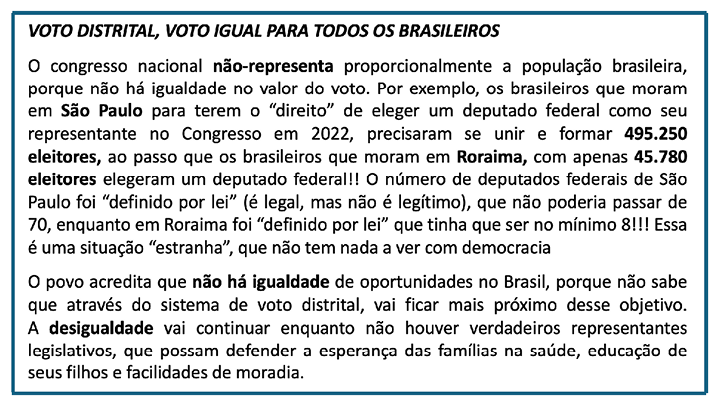 VOTO DISTRITAL, VOTO IGUAL PARA TODOS OS BRASILEIROS
O congresso nacional não-representa proporcionalmente a população brasileira,
porque não há igualdade no valor do voto. Por exemplo, os brasileiros que moram
em São Paulo para terem o “direito” de eleger um deputado federal como seu
representante no Congresso em 2022, precisaram se unir e formar 495.250
eleitores, ao passo que os brasileiros que moram em Roraima, com apenas 45.780
eleitores elegeram um deputado federal!! O número de deputados federais de São
Paulo foi “definido por lei” (é legal, mas não é legítimo), que não poderia passar de
70, enquanto em Roraima foi “definido por lei” que tinha que ser no mínimo 8!!! Essa
é uma situação “estranha”, que não tem nada a ver com democracia
O povo acredita que não há igualdade de oportunidades no Brasil, porque não sabe
que através do sistema de voto distrital, vai ficar mais próximo desse objetivo.
A desigualdade vai continuar enquanto não houver verdadeiros representantes
legislativos, que possam defender a esperança das famílias na saúde, educação de
seus filhos e facilidades de moradia.